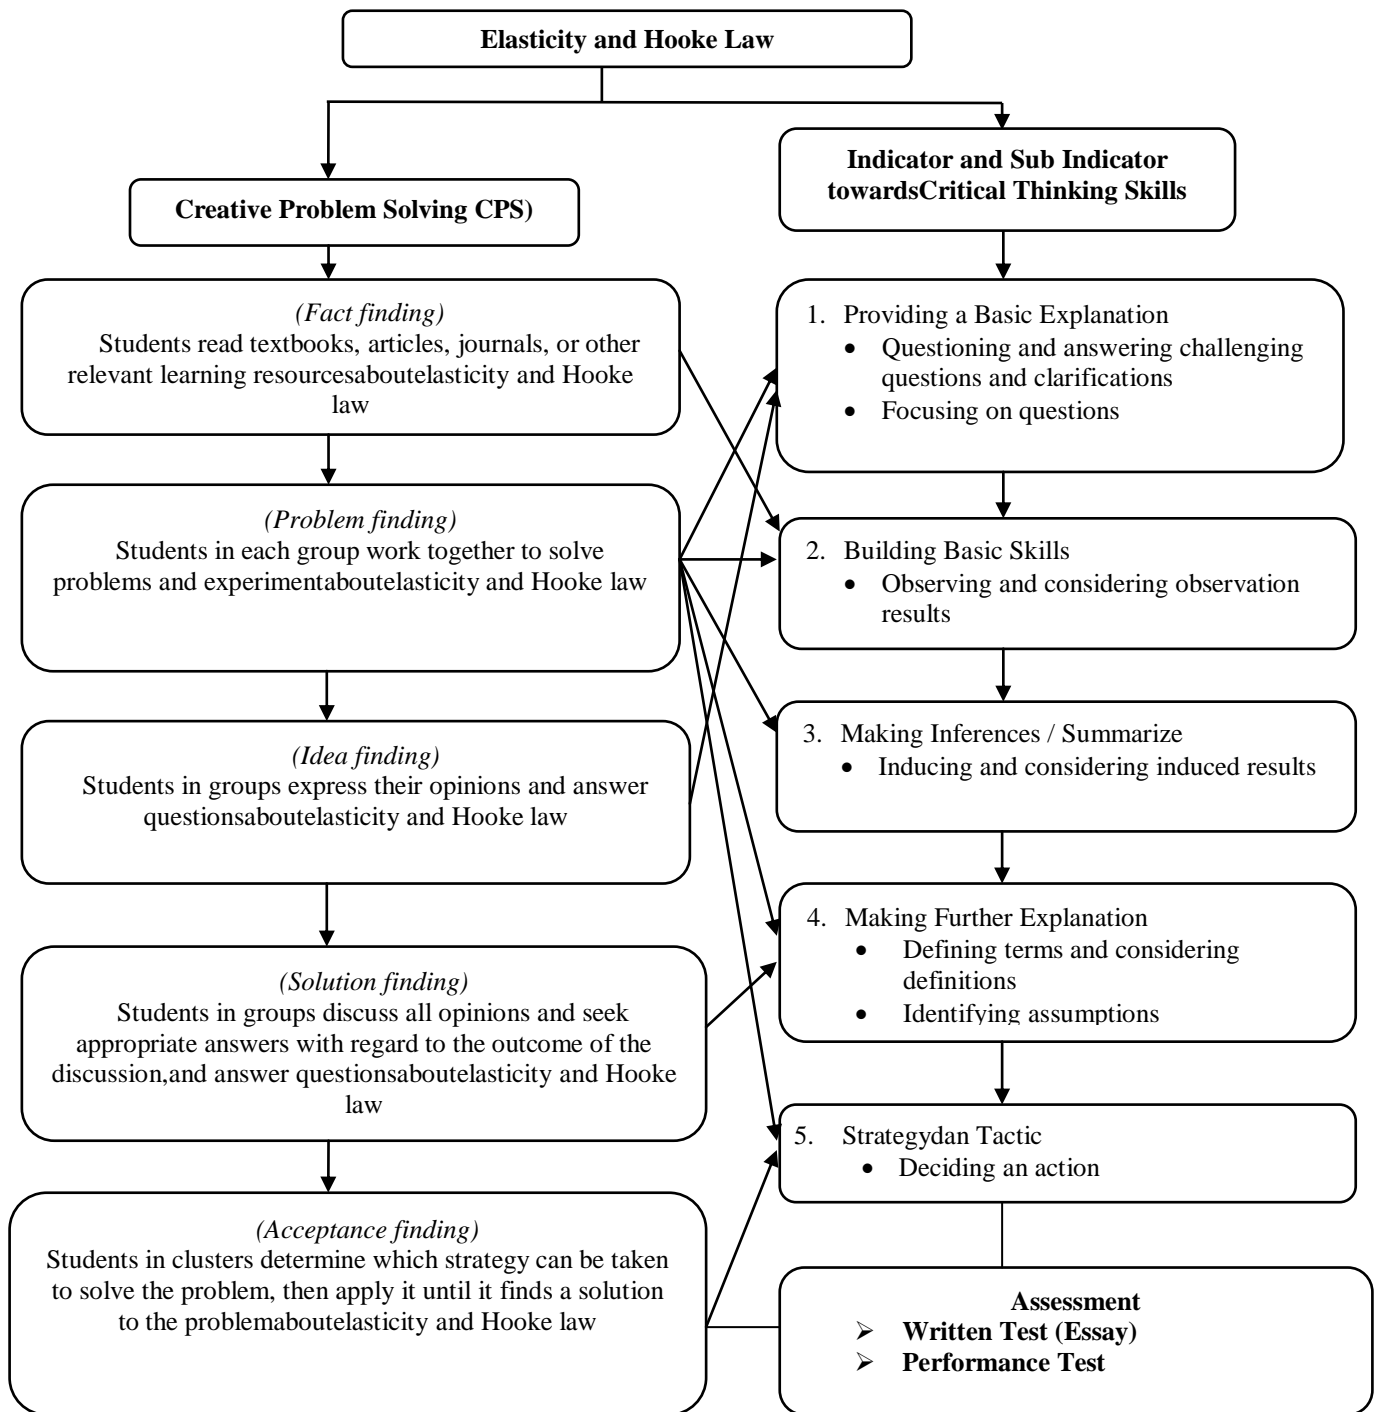 Elasticity and Hooke Law
Creative Problem Solving CPS)
(Fact finding)
Students read textbooks, articles, journals, or other
relevant learning resourcesaboutelasticity and Hooke
law
(Problem finding)
Students in each group work together to solve
problems and experimentaboutelasticity and Hooke law
(Idea finding)
Students in groups express their opinions and answer
questionsaboutelasticity and Hooke law
(Solution finding)
Students in groups discuss all opinions and seek
appropriate answers with regard to the outcome of the
discussion,and answer questionsaboutelasticity and Hooke
law
(Acceptance finding)
Students in clusters determine which strategy can be taken
to solve the problem, then apply it until it finds a solution
to the problemaboutelasticity and Hooke law
Indicator and Sub Indicator
towardsCritical Thinking Skills
1. Providing a Basic Explanation
• Questioning and answering challenging
questions and clarifications
• Focusing on questions
2. Building Basic Skills
• Observing and considering observation
results
3. Making Inferences / Summarize
• Inducing and considering induced results
4. Making Further Explanation
• Defining terms and considering
definitions
• Identifying assumptions
5. Strategydan Tactic
• Deciding an action
Assessment
➢ Written Test (Essay)
➢ Performance Test